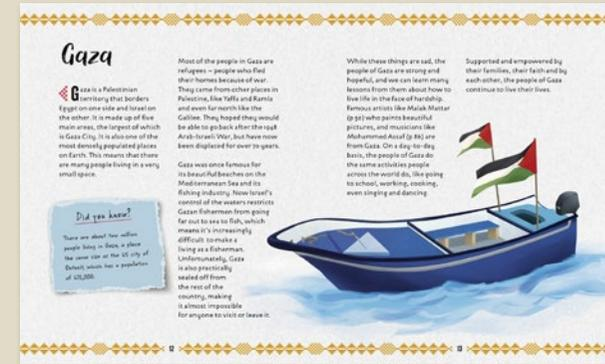 Gaza
Gaza is a Palestinian
territory that borders
Egypt on one side and Israel on
the other. It is made up of five
main areas, the largest of which
is Gaza City. It is also one of the
most densely populated places
on Earth. This means that there
are many people living in a very
small space.
Did you know?
There are about two million
people living in Gaza, a place
the same size as the US city of
Detroit, which has a population
of
Most of the people in Gaza are
refugees – people who fled
their homes because of war.
They came from other places in
Palestine, like Yaffa and Ramla
and even far north like the
Galilee. They hoped they would
be able to go back after the 1948
Arab-Israeli War, but have now
been displaced for over 70 years.
Gaza was once famous for
its beautiful beaches on the
Mediterranean Sea and its
fishing industry. Now Israel's
control of the waters restricts
Gazan fishermen from going
far out to sea to fish, which
means it's increasingly
difficult to make a
living as a fisherman.
Unfortunately, Gaza
is also practically
sealed off from
the rest of the
country, making
it almost impossible
for anyone to visit or leave it.
12
While these things are sad, the
people of Gaza are strong and
hopeful, and we can learn many
lessons from them about how to
live life in the face of hardship.
Famous artists like Malak Mattar
who paints beautiful
pictures, and musicians like
Mohammed Assaf are
from Gaza. On a day-to-day
basis, the people of Gaza do
the same activities people
across the world do, like going
to school, working, cooking,
even singing and dancing.
Supported and empowered by
their families, their faith and by
each other, the people of Gaza
continue to live their lives.
13